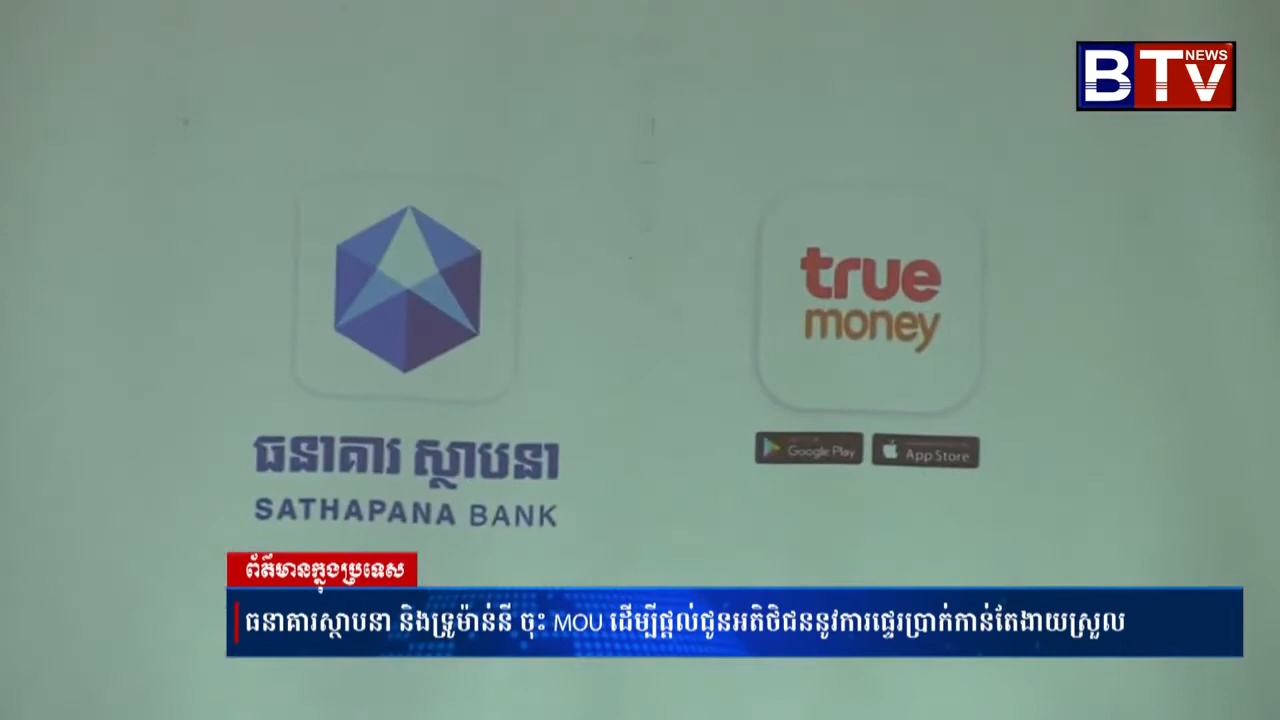 BTV NEWS
true
money
Google Play
App Store
ធនាគារ ស្ថាបនា
SATHAPANA BANK
ព័ត៌មានក្នុងប្រទេស
ធនាគារស្ថាបនា និងទ្រូម៉ាន់នី ចុះ MOU ដើម្បីផ្តល់ជូនអតិថិជននូវការផ្ទេរប្រាក់កាន់តែងាយស្រួល